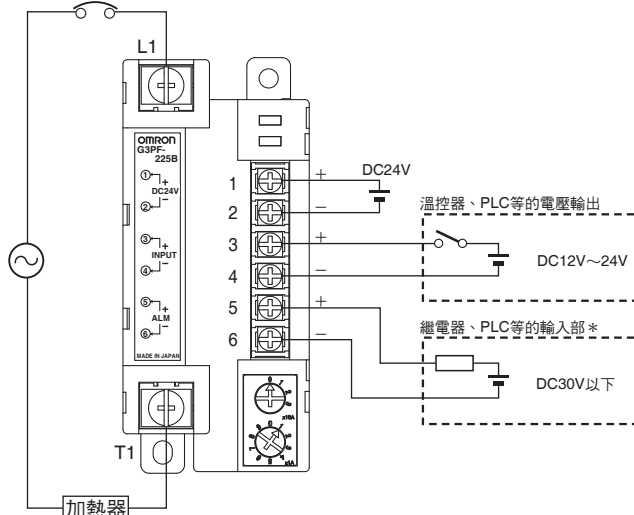 L1
OMRON
G3PF-
225B
① +
DC24V
② −
③ +
INPUT
④ −
⑤ +
ALM
⑥ −
MADE IN JAPAN
1
2
3
4
5
6
+
DC24V
−
+
−
+
−
溫控器、PLC等的電壓輸出
DC12V～24V
繼電器、PLC等的輸入部＊
DC30V以下
x10A
x1A
T1
加熱器